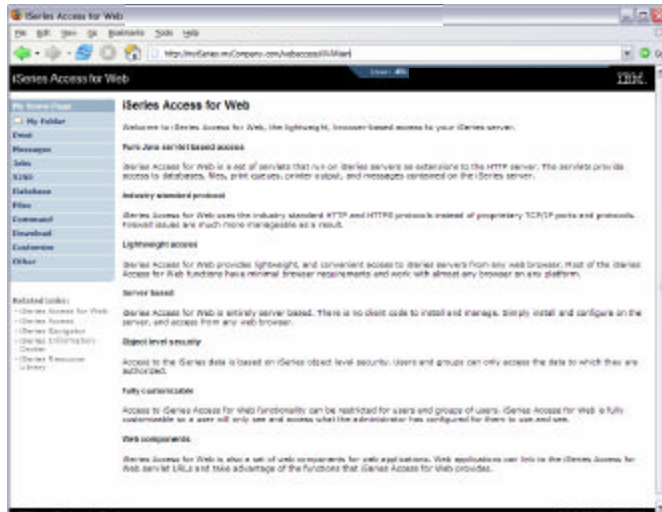 iSeries Access for Web
File Edit View Go Bookmarks Tools Help
http://myiSeries.myCompany.com/webaccess/iWAMain
iSeries Access for Web
User:
IBM.
My Home Page
My Folder
Print
Messages
Jobs
5250
Database
Files
Command
Download
Customize
Other
Related Links:
iSeries Access for Web
iSeries Access
iSeries Navigator
iSeries Information
Center
iSeries Resource
Library
iSeries Access for Web
Welcome to iSeries Access for Web, the lightweight, browser-based access to your iSeries server.
Pure Java servlet based access
iSeries Access for Web is a set of servlets that run on iSeries servers as extensions to the HTTP server. The servlets provide
access to databases, files, print queues, printer output, and messages contained on the iSeries server.
Industry standard protocol
iSeries Access for Web uses the industry standard HTTP and HTTPS protocols instead of proprietary TCP/IP ports and protocols.
Firewall issues are much more manageable as a result.
Lightweight access
iSeries Access for Web provides lightweight, and convenient access to iSeries servers from any web browser. Most of the iSeries
Access for Web functions have minimal browser requirements and work with almost any browser on any platform.
Server based
iSeries Access for Web is entirely server based. There is no client code to install and manage. Simply install and configure on the
server, and access from any web browser.
Object level security
Access to the iSeries data is based on iSeries object level security. Users and groups can only access the data to which they are
authorized.
Fully customizable
Access to iSeries Access for Web functionality can be restricted for users and groups of users. iSeries Access for Web is fully
customizable so a user will only see and access what the administrator has configured for them to use and see.
Web components
iSeries Access for Web is also a set of web components for web applications. Web applications can link to the iSeries Access for
Web servlet URLs and take advantage of the functions that iSeries Access for Web provides.